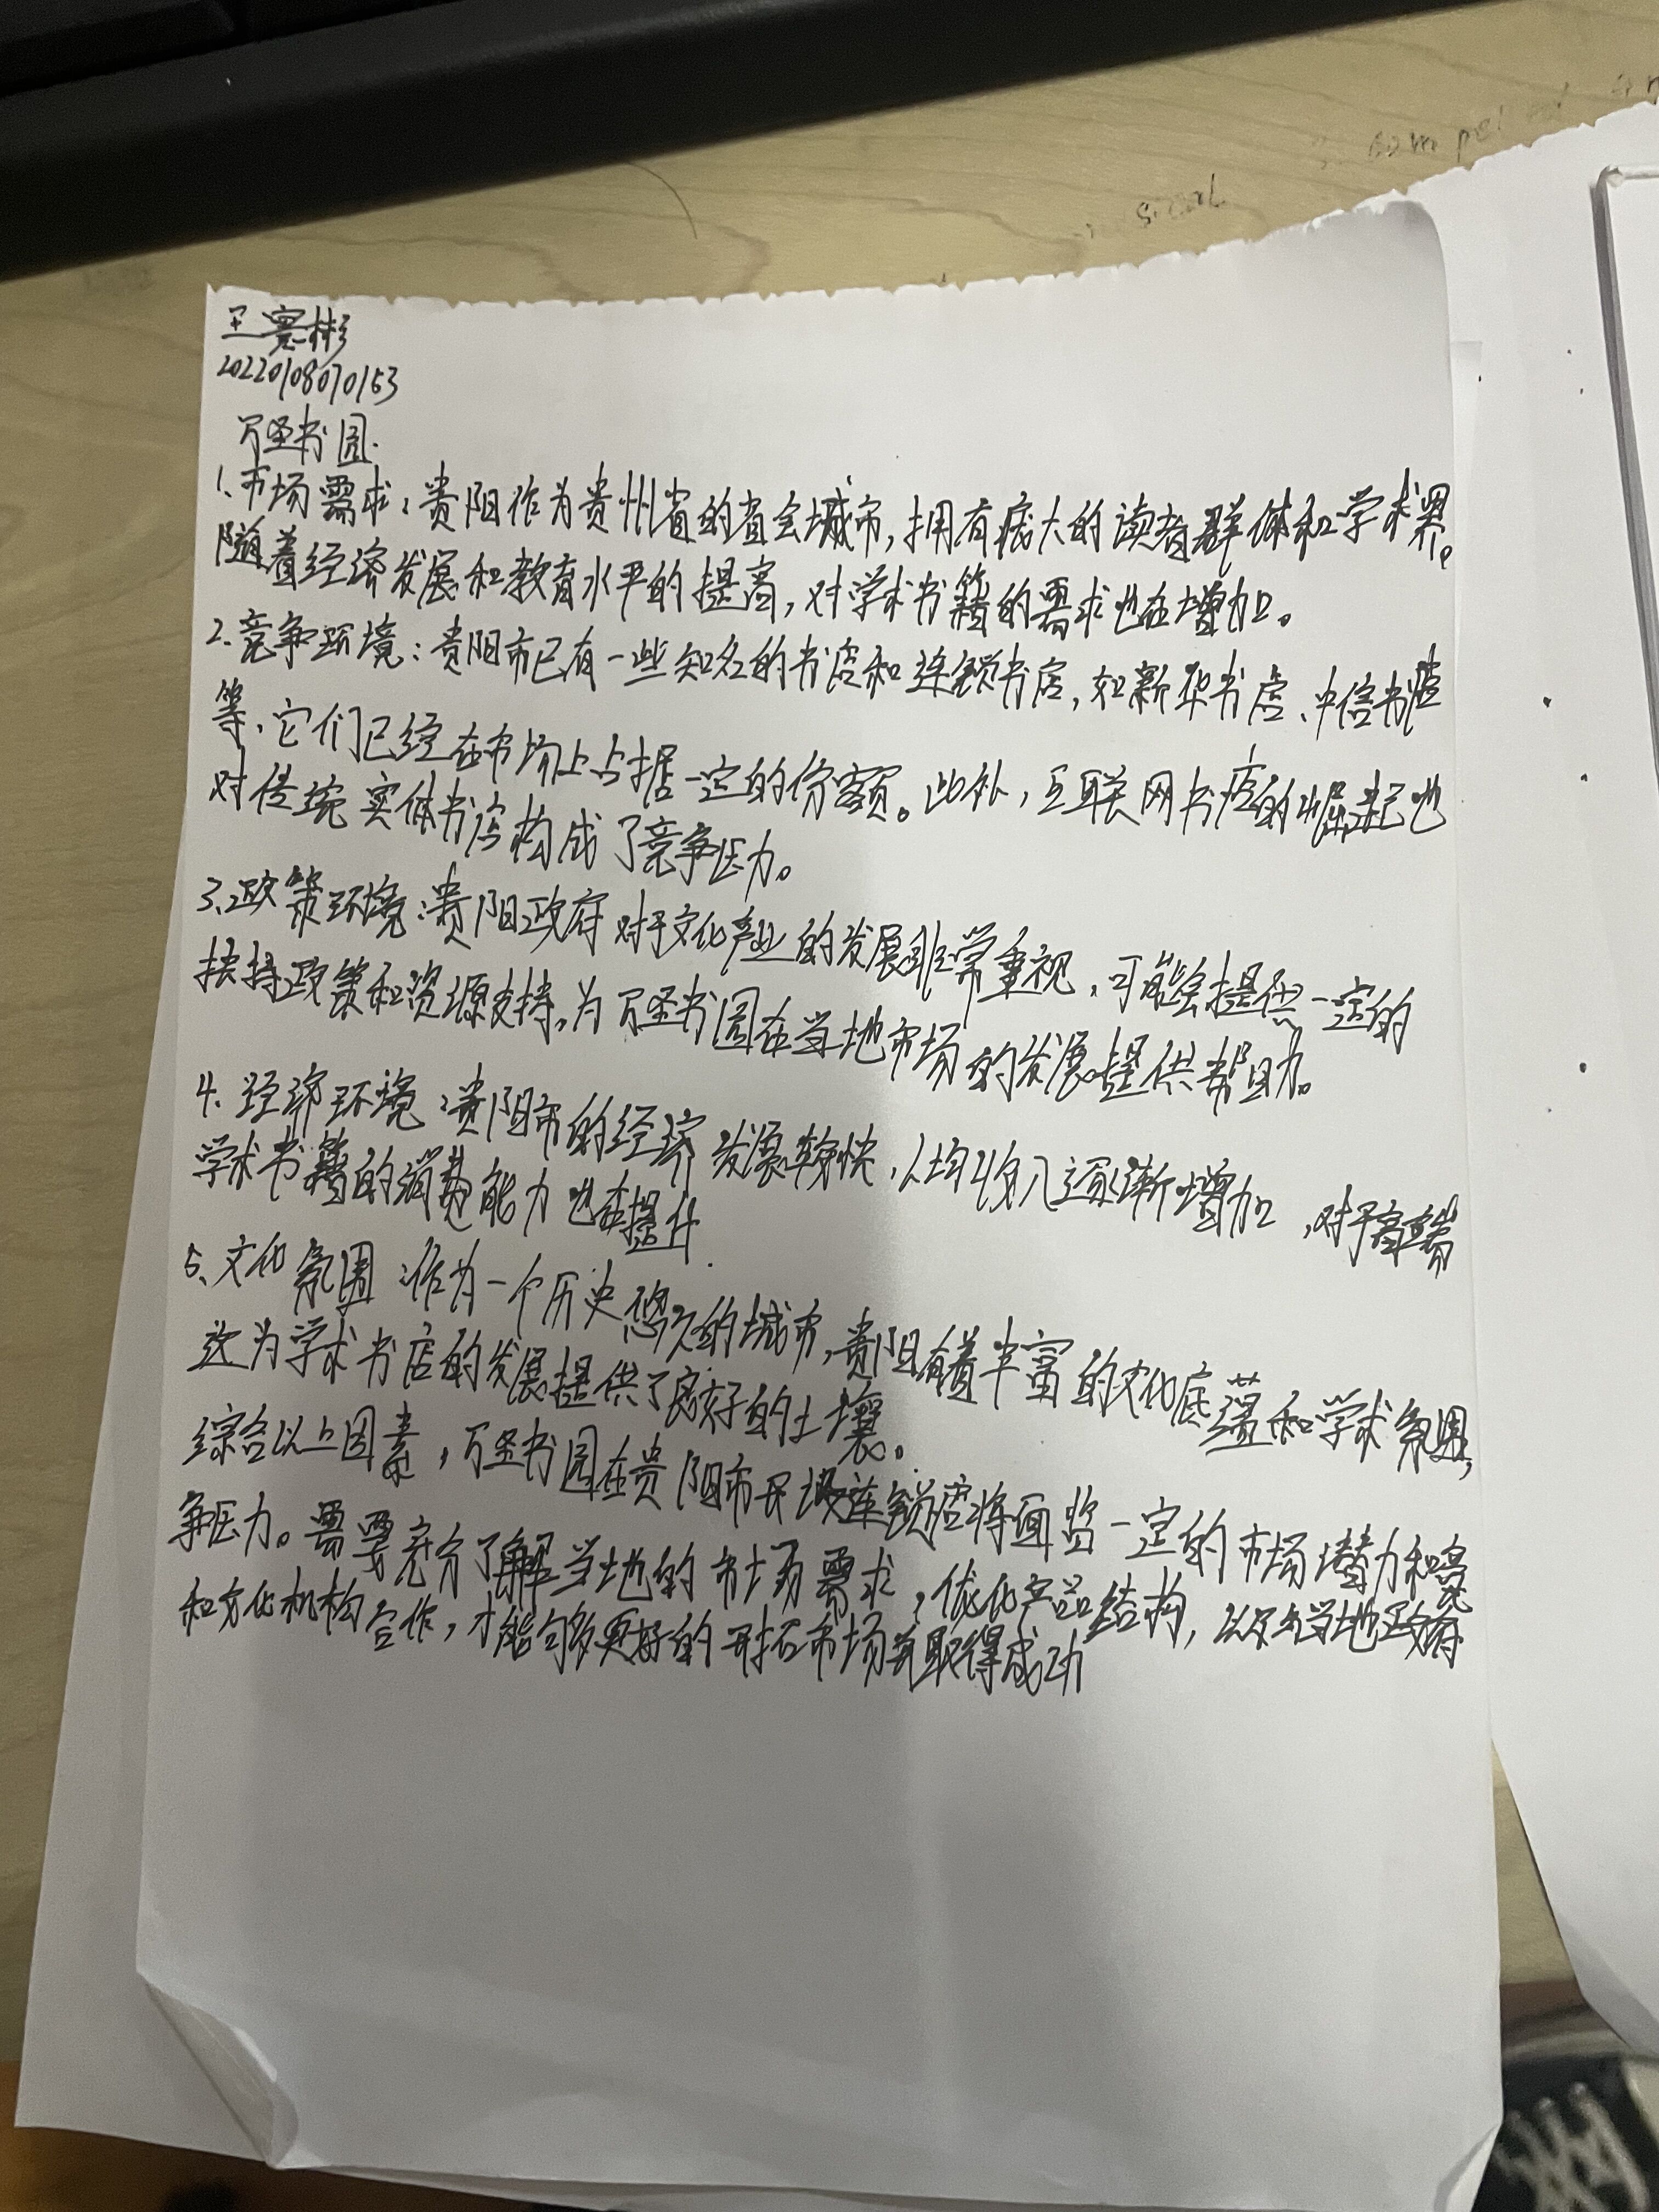 王寒彬
20220108070153
万圣书园.
1、市场需求：贵阳作为贵州省的省会城市，拥有庞大的读者群体和学术界。
随着经济发展和教育水平的提高，对学术书籍的需求也在增加。
2.竞争环境：贵阳市已有一些知名的书店和连锁书店，如新华书店、中信书店
等、它们已经在市场上占据一定的份额。此外，互联网书店的崛起也
对传统实体书店构成了竞争压力。
3、政策环境：贵阳政府对于文化产业的发展非常重视，可能会提供一定的
扶持政策和资源支持，为万圣书园在当地市场的发展提供帮助。
4. 经济环境：贵阳市的经济发展较快，人均收入逐渐增加，对于高端
学术书籍的消费能力也在提升.
5、文化氛围：作为一个历史悠久的城市，贵阳有着丰富的文化底蕴和学术氛围，
这为学术书店的发展提供了良好的土壤。
综合以上因素，万圣书园在贵阳市开设连锁店将面临一定的市场潜力和竞
争压力。需要充分了解当地的市场需求，优化产品结构，以及与当地政府
和文化机构合作，才能够更好的开拓市场并取得成功
sical
compet